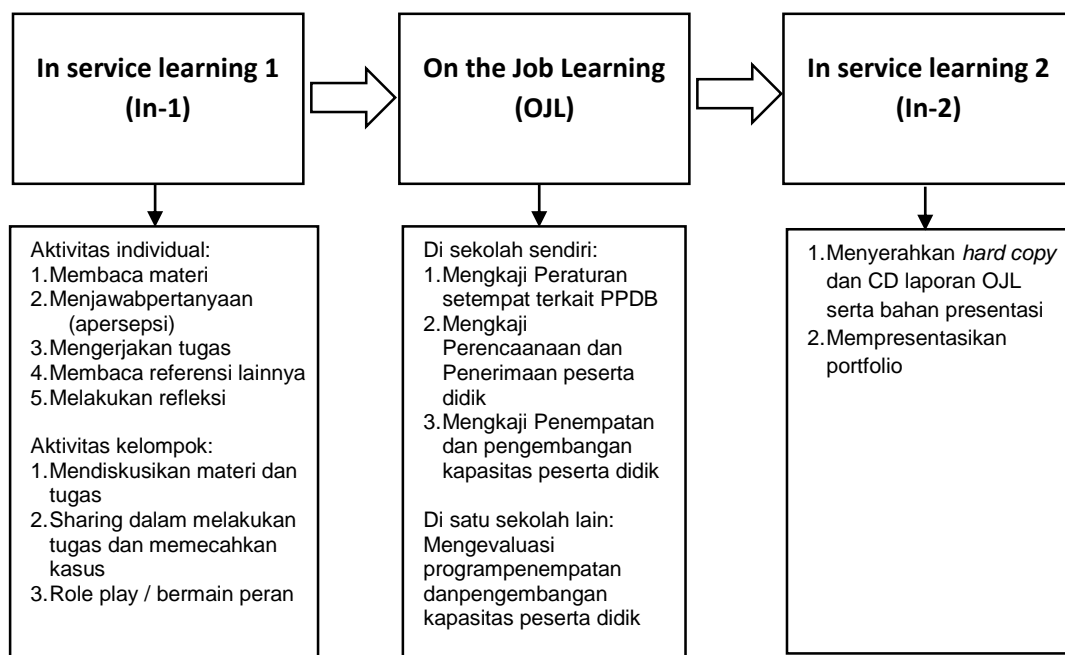 In service learning 1
(In-1)
On the Job Learning
(OJL)
In service learning 2
(In-2)
Aktivitas individual:
1.Membaca materi
2.Menjawabpertanyaan
(apersepsi)
3.Mengerjakan tugas
4.Membaca referensi lainnya
5.Melakukan refleksi
Aktivitas kelompok:
1.Mendiskusikan materi dan
tugas
2.Sharing dalam melakukan
tugas dan memecahkan
kasus
3.Role play / bermain peran
Di sekolah sendiri:
1.Mengkaji Peraturan
setempat terkait PPDB
2.Mengkaji
Perencaanaan dan
Penerimaan peserta
didik
3.Mengkaji Penempatan
dan pengembangan
kapasitas peserta didik
Di satu sekolah lain:
Mengevaluasi
programpenempatan
danpengembangan
kapasitas peserta didik
1.Menyerahkan hard copy
dan CD laporan OJL
serta bahan presentasi
2.Mempresentasikan
portfolio